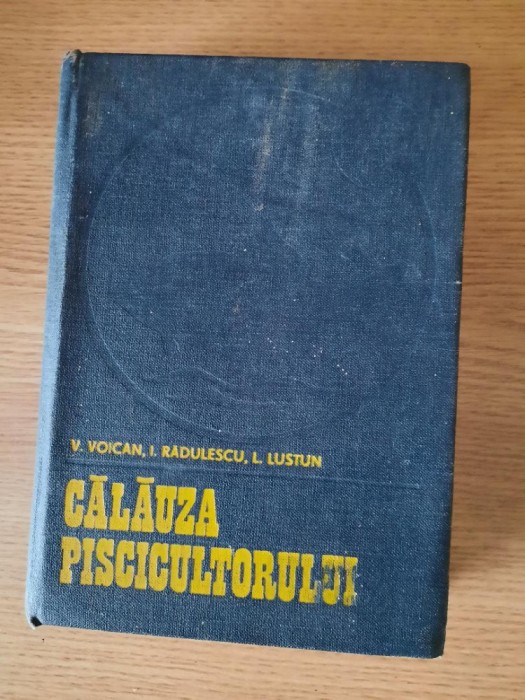 V. VOICAN, I. RĂDULESCU, L. LUSTUN
CĂLĂUZA
PISCICULTORULUI